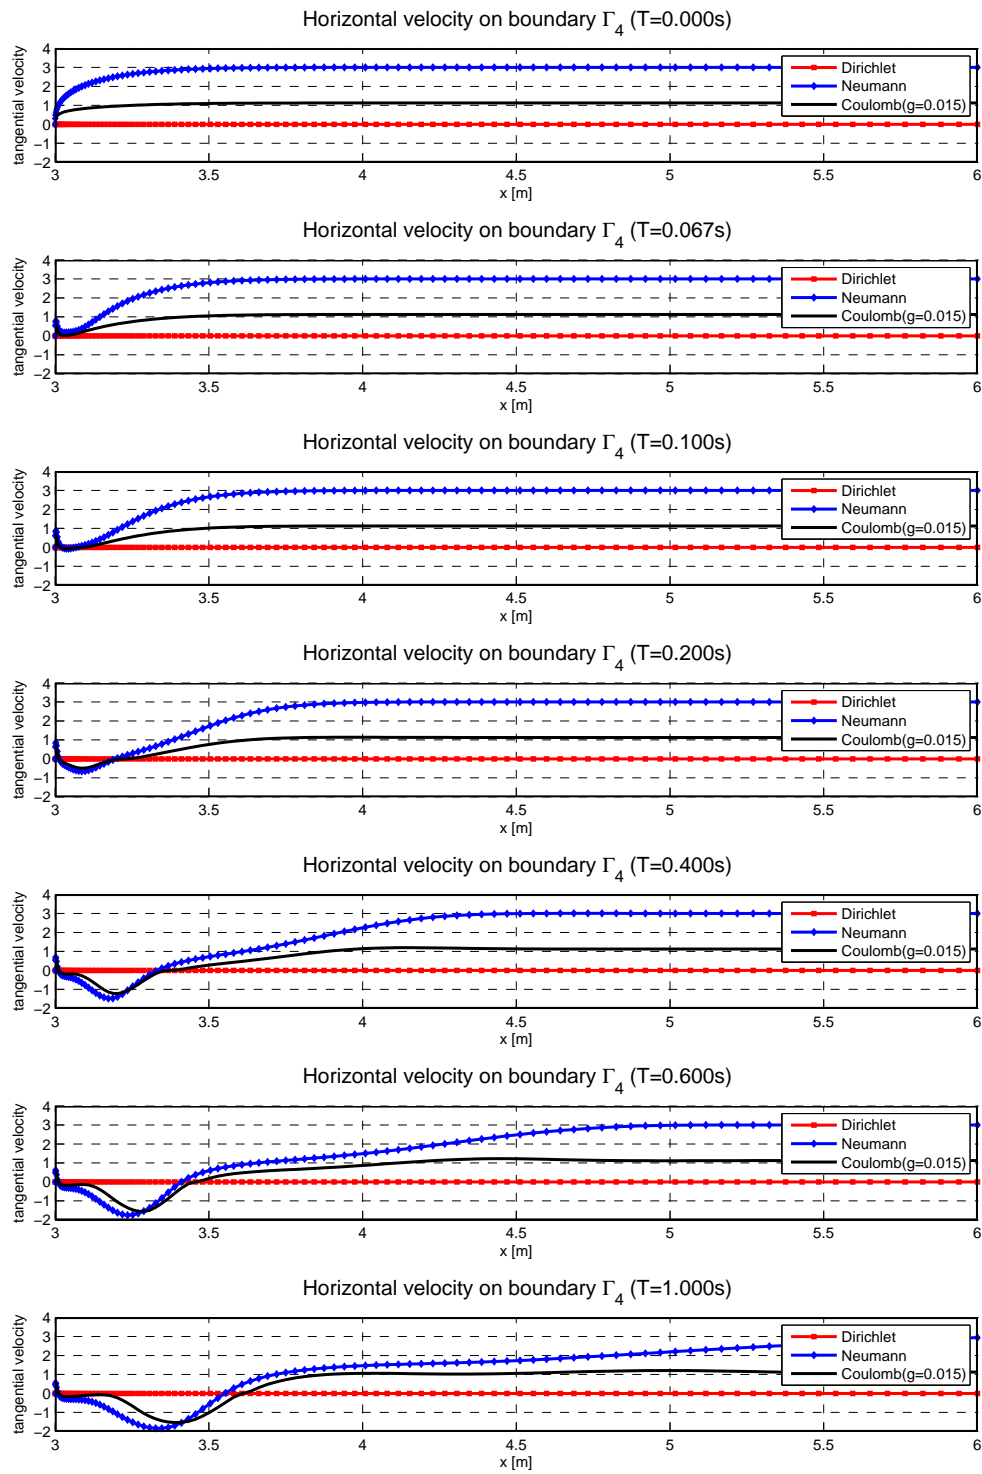 Horizontal velocity on boundary Γ4 (T=0.000s)
tangential velocity
4
3
2
1
0
−1
−2
Dirichlet
Neumann
Coulomb(g=0.015)
3 3.5 4 4.5 5 5.5 6
x [m]
Horizontal velocity on boundary Γ4 (T=0.067s)
tangential velocity
4
3
2
1
0
−1
−2
Dirichlet
Neumann
Coulomb(g=0.015)
3 3.5 4 4.5 5 5.5 6
x [m]
Horizontal velocity on boundary Γ4 (T=0.100s)
tangential velocity
4
3
2
1
0
−1
−2
Dirichlet
Neumann
Coulomb(g=0.015)
3 3.5 4 4.5 5 5.5 6
x [m]
Horizontal velocity on boundary Γ4 (T=0.200s)
tangential velocity
4
3
2
1
0
−1
−2
Dirichlet
Neumann
Coulomb(g=0.015)
3 3.5 4 4.5 5 5.5 6
x [m]
Horizontal velocity on boundary Γ4 (T=0.400s)
tangential velocity
4
3
2
1
0
−1
−2
Dirichlet
Neumann
Coulomb(g=0.015)
3 3.5 4 4.5 5 5.5 6
x [m]
Horizontal velocity on boundary Γ4 (T=0.600s)
tangential velocity
4
3
2
1
0
−1
−2
Dirichlet
Neumann
Coulomb(g=0.015)
3 3.5 4 4.5 5 5.5 6
x [m]
Horizontal velocity on boundary Γ4 (T=1.000s)
tangential velocity
4
3
2
1
0
−1
−2
Dirichlet
Neumann
Coulomb(g=0.015)
3 3.5 4 4.5 5 5.5 6
x [m]